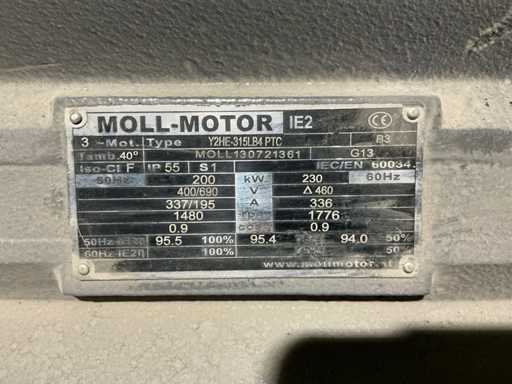 MOLL-MOTOR IE2 CE
3 ~Mot. Type Y2HE-315LB4 PTC B3
Tamb.40° MOLL130721361 G13
Iso-Cl F IP 55 S1 IEC/EN 60034
50Hz 200 kW 230 60Hz
400/690 V Δ 460
337/195 A 336
1480 1776
0.9 0.9
50Hz 95.5 100% 95.4 94.0 50%
60Hz IE2η 100% 50%
www.mollmotor.at